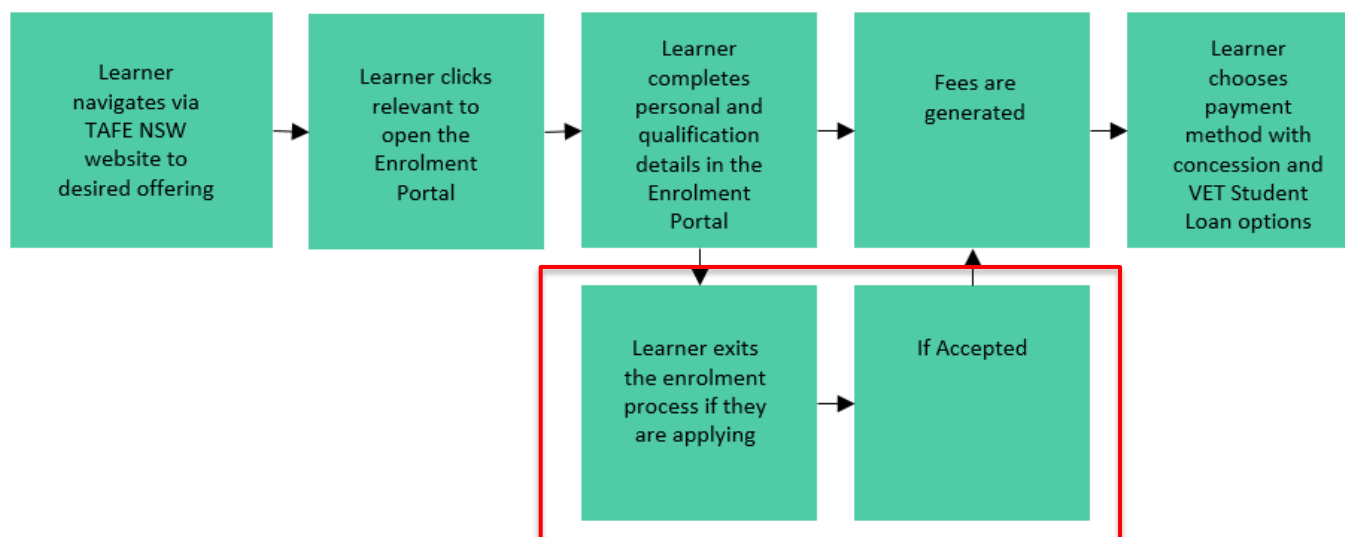 Learner
navigates via
TAFE NSW
website to
desired offering
Learner clicks
relevant to
open the
Enrolment
Portal
Learner
completes
personal and
qualification
details in the
Enrolment
Portal
Fees are
generated
Learner
chooses
payment
method with
concession and
VET Student
Loan options
Learner exits
the enrolment
process if they
are applying
If Accepted